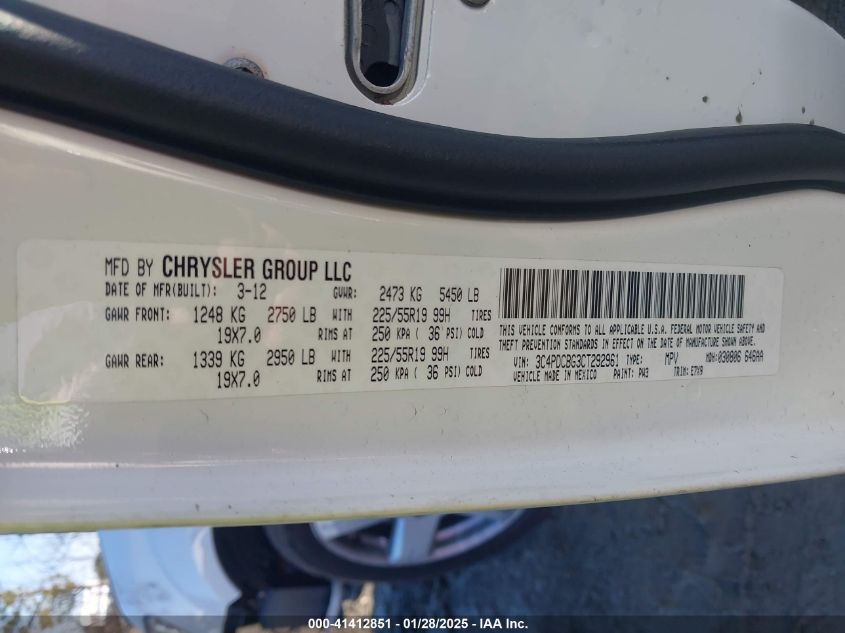 MFD BY CHRYSLER GROUP LLC
DATE OF MFR(BUILT): 3-12 GVWR: 2473 KG 5450 LB
GAWR FRONT: 1248 KG 2750 LB WITH 225/55R19 99H TIRES
19X7.0 RIMS AT 250 KPA ( 36 PSI) COLD
GAWR REAR: 1339 KG 2950 LB WITH 225/55R19 99H TIRES
19X7.0 RIMS AT 250 KPA ( 36 PSI) COLD
THIS VEHICLE CONFORMS TO ALL APPLICABLE U.S.A. FEDERAL MOTOR VEHICLE SAFETY AND
THEFT PREVENTION STANDARDS IN EFFECT ON THE DATE OF MANUFACTURE SHOWN ABOVE.
VIN: 3C4PDCBG3CT292961 TYPE: MPV MDH: 030806 646AA
VEHICLE MADE IN MEXICO PAINT: PW3 TRIM: E7X9
000-41412851 / 01/28/2025 - IAA Inc.